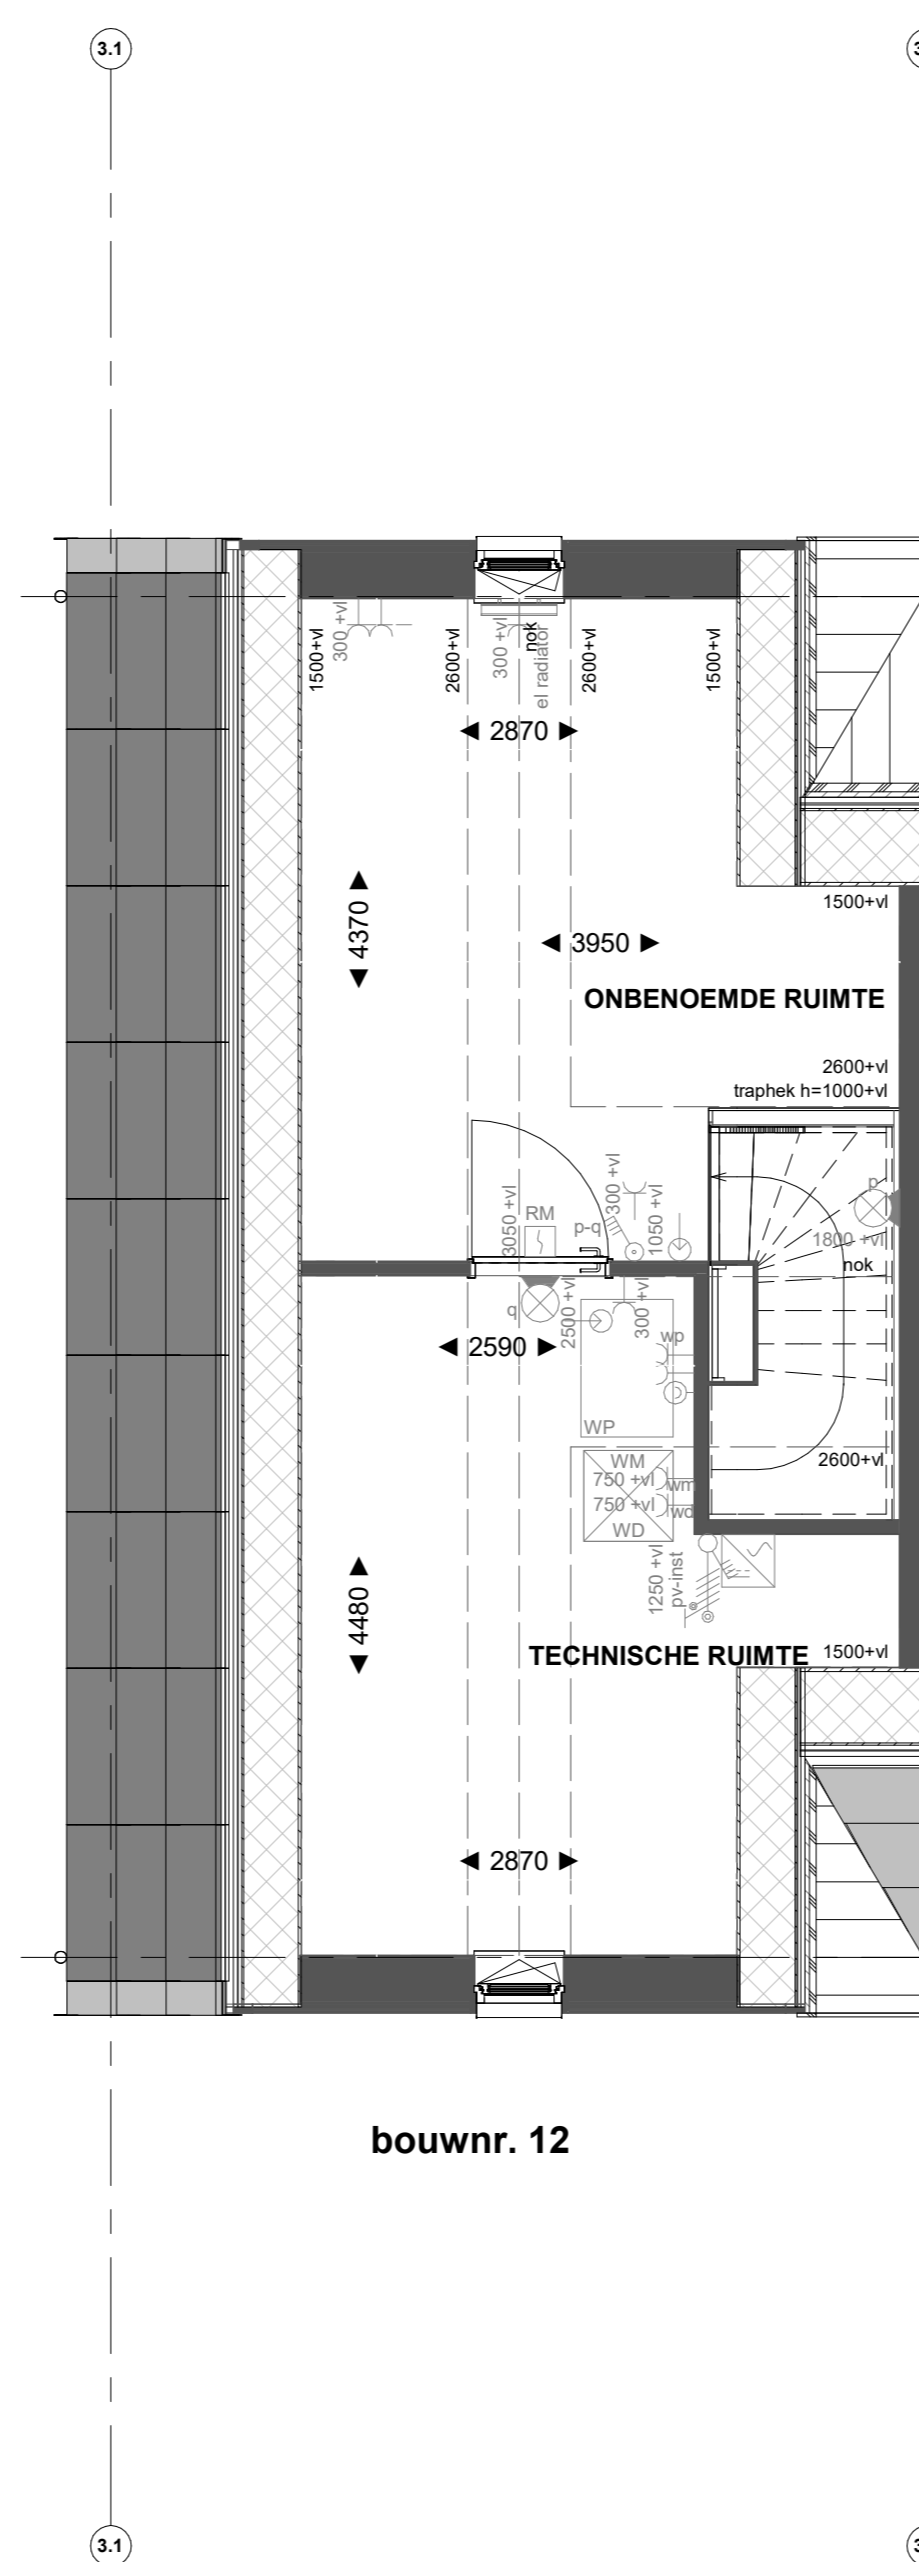 3.1
300 +vl
1500+vl
2600+vl
300 +vl
nok
el radiator
2600+vl
1500+vl
2870
4370
3950
1500+vl
ONBENOEMDE RUIMTE
2600+vl
traphek h=1000+vl
3050 +vl
RM
p-q
300 +vl
1050 +vl
p
1800 +vl
nok
q
2500 +vl
300 +vl
2590
wp
WP
WM
750 +vl
wm
750 +vl
wd
WD
2600+vl
1250 +vl
pv-inst
4480
TECHNISCHE RUIMTE
1500+vl
2870
bouwnr. 12
3.1